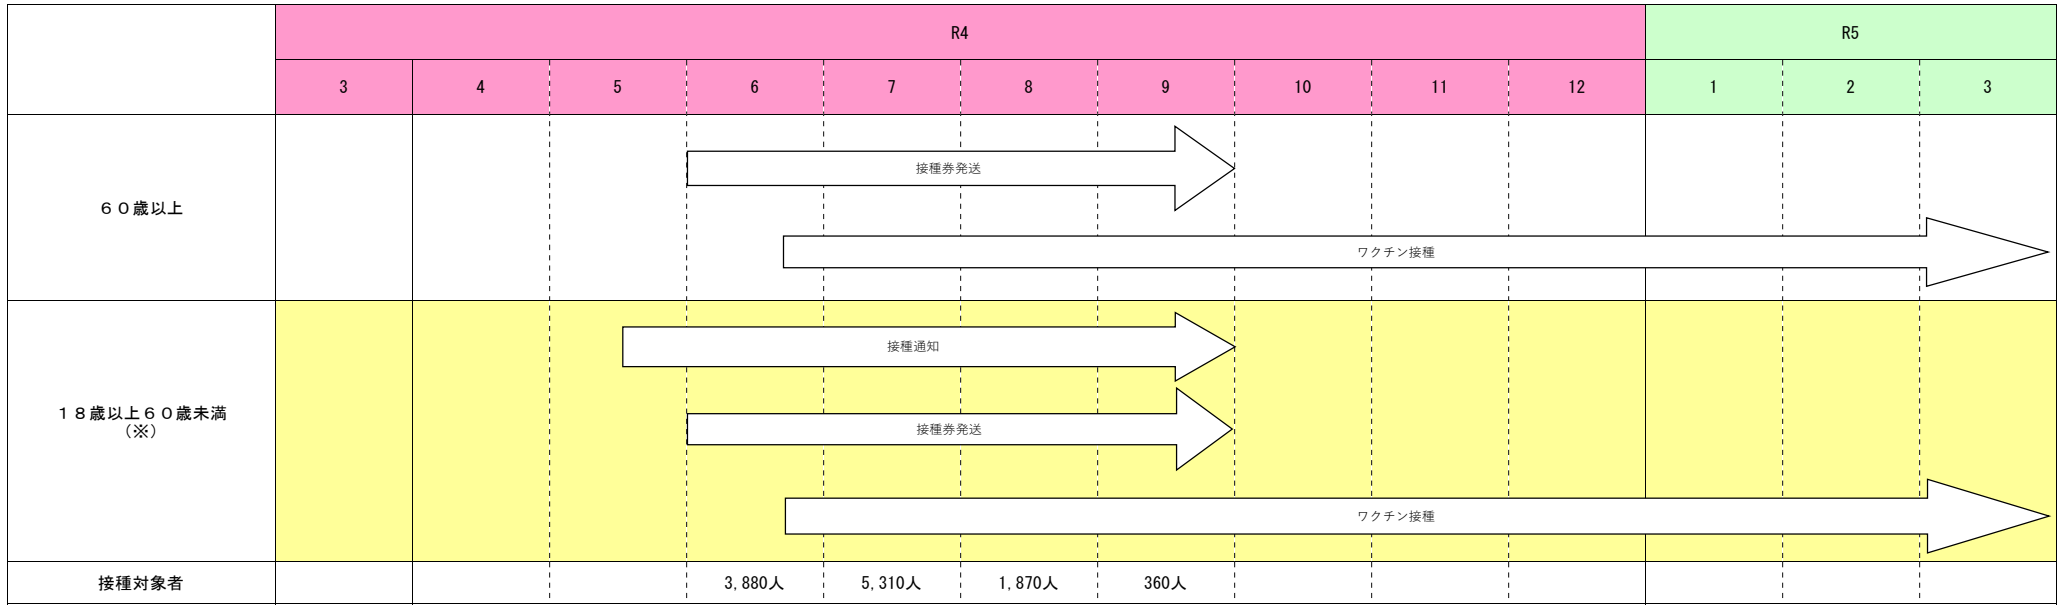 R4
R5
3
4
5
6
7
8
9
10
11
12
1
2
3
接種券発送
６０歳以上
ワクチン接種
接種通知
１８歳以上６０歳未満
（※）
接種券発送
ワクチン接種
接種対象者
3,880人
5,310人
1,870人
360人